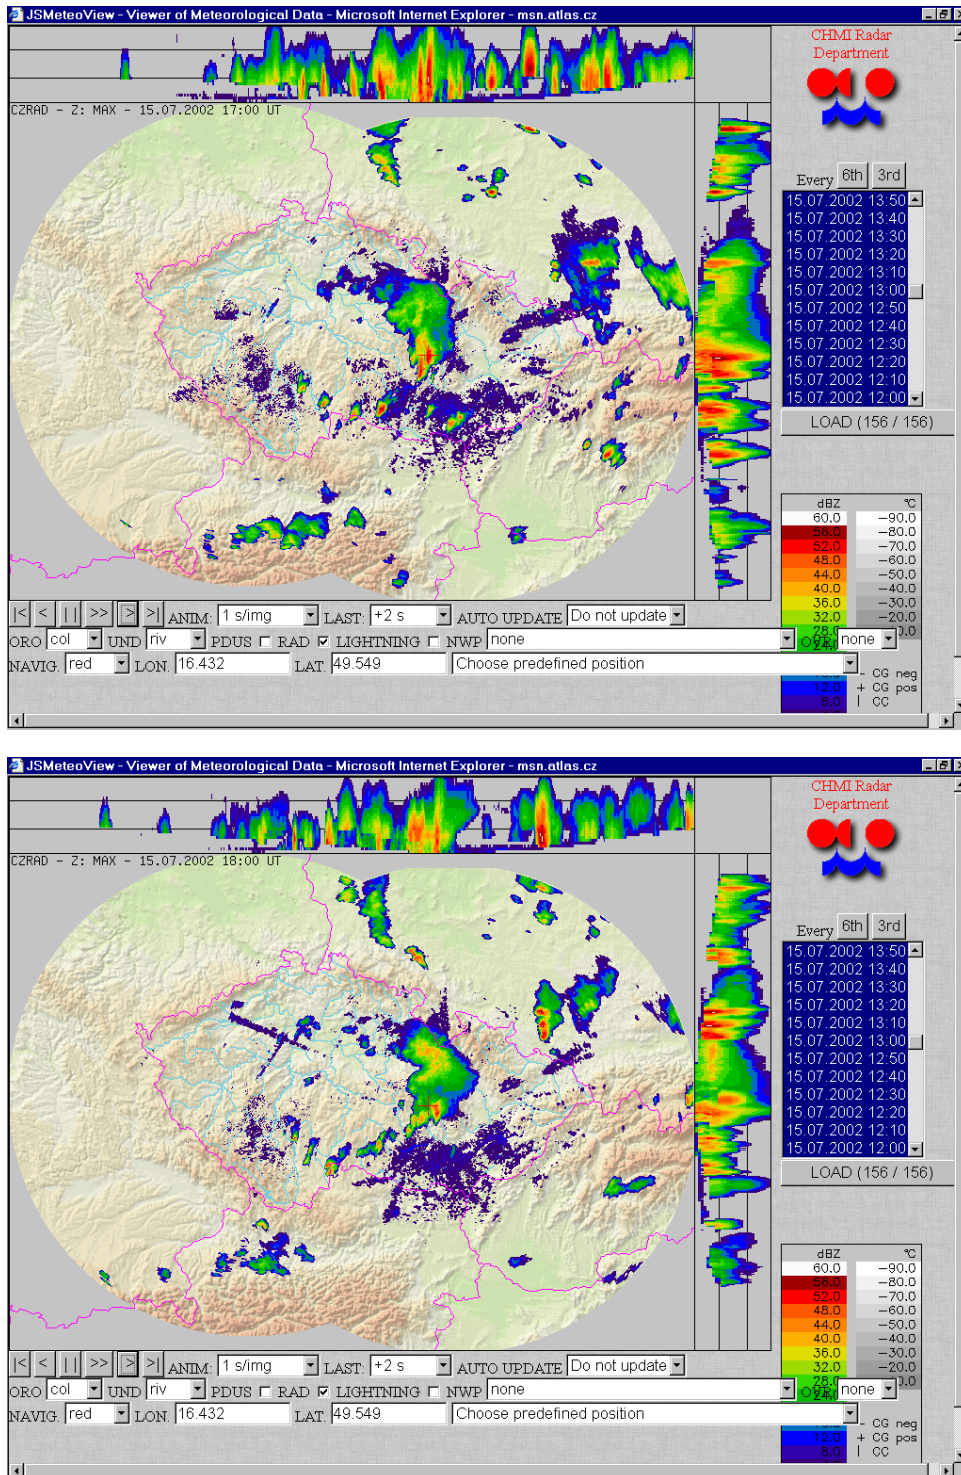 JSMeteoView - Viewer of Meteorological Data - Microsoft Internet Explorer - msn.atlas.cz
CHMI Radar
Department
CZRAD - Z: MAX - 15.07.2002 17:00 UT
Every 6th 3rd
15.07.2002 13:50
15.07.2002 13:40
15.07.2002 13:30
15.07.2002 13:20
15.07.2002 13:10
15.07.2002 13:00
15.07.2002 12:50
15.07.2002 12:40
15.07.2002 12:30
15.07.2002 12:20
15.07.2002 12:10
15.07.2002 12:00
LOAD (156 / 156)
dBZ °C
60.0 -90.0
56.0 -80.0
52.0 -70.0
48.0 -60.0
44.0 -50.0
40.0 -40.0
36.0 -30.0
32.0 -20.0
28.0
24.0
12.0
8.0
- CG neg
+ CG pos
| CC
|< < || >> > >| ANIM: 1 s/img LAST: +2 s AUTO UPDATE Do not update
ORO col UND riv PDUS RAD LIGHTNING NWP none OVR none
NAVIG. red LON. 16.432 LAT. 49.549 Choose predefined position
JSMeteoView - Viewer of Meteorological Data - Microsoft Internet Explorer - msn.atlas.cz
CHMI Radar
Department
CZRAD - Z: MAX - 15.07.2002 18:00 UT
Every 6th 3rd
15.07.2002 13:50
15.07.2002 13:40
15.07.2002 13:30
15.07.2002 13:20
15.07.2002 13:10
15.07.2002 13:00
15.07.2002 12:50
15.07.2002 12:40
15.07.2002 12:30
15.07.2002 12:20
15.07.2002 12:10
15.07.2002 12:00
LOAD (156 / 156)
dBZ °C
60.0 -90.0
56.0 -80.0
52.0 -70.0
48.0 -60.0
44.0 -50.0
40.0 -40.0
36.0 -30.0
32.0 -20.0
28.0
24.0
12.0
8.0
- CG neg
+ CG pos
| CC
|< < || >> > >| ANIM: 1 s/img LAST: +2 s AUTO UPDATE Do not update
ORO col UND riv PDUS RAD LIGHTNING NWP none OVR none
NAVIG. red LON. 16.432 LAT. 49.549 Choose predefined position